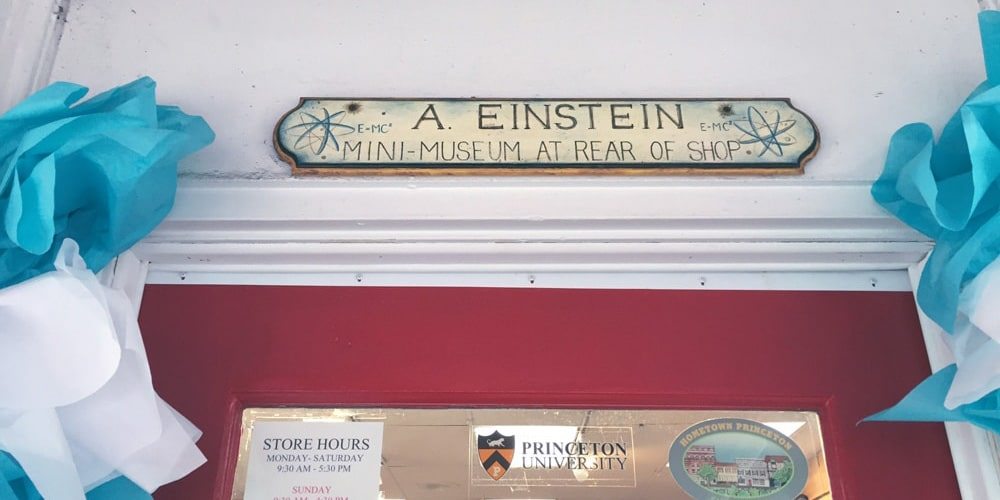 E=MC² A. EINSTEIN E=MC²
MINI-MUSEUM AT REAR OF SHOP
STORE HOURS
MONDAY- SATURDAY
9:30 AM - 5:30 PM
SUNDAY
PRINCETON
UNIVERSITY
HOMETOWN PRINCETON